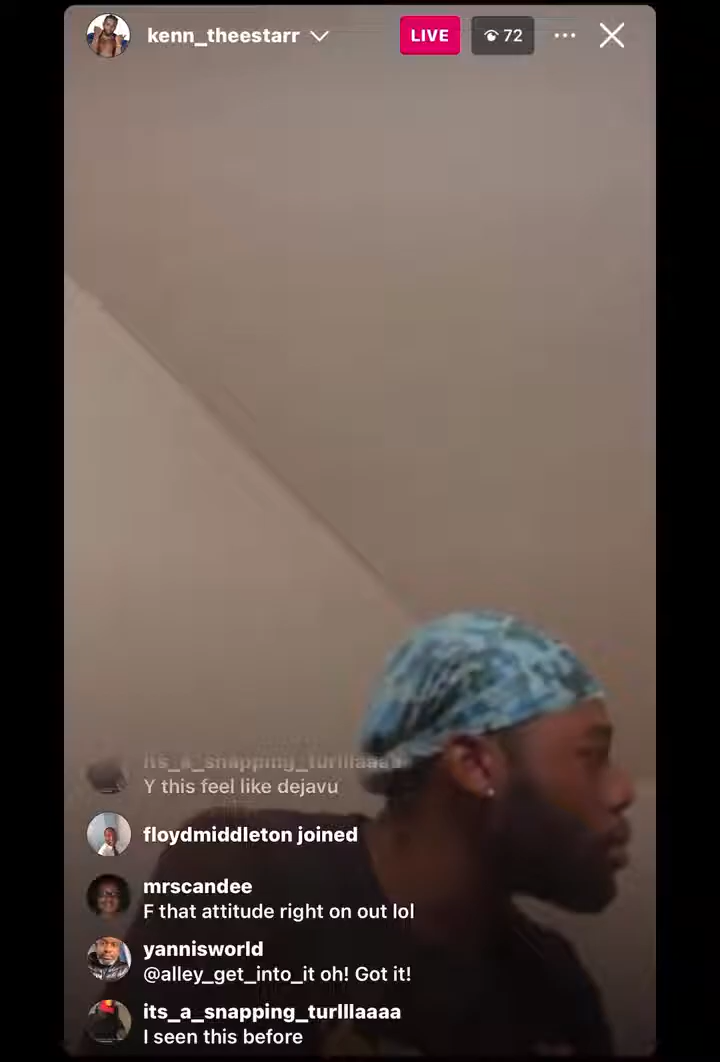 kenn_theestarr
LIVE
72
its_a_snapping_turlllaaaa
Y this feel like dejavu
floydmiddleton joined
mrscandee
F that attitude right on out lol
yannisworld
@alley_get_into_it oh! Got it!
its_a_snapping_turlllaaaa
I seen this before